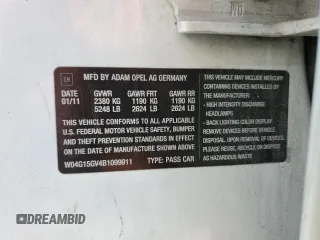 GM
MFD BY ADAM OPEL AG GERMANY
DATE GVWR GAWR FRT GAWR RR
01/11 2380 KG 1190 KG 1190 KG
5248 LB 2624 LB 2624 LB
THIS VEHICLE CONFORMS TO ALL APPLICABLE
U.S. FEDERAL MOTOR VEHICLE SAFETY, BUMPER
AND THEFT PREVENTION STANDARDS IN EFFECT
ON THE DATE OF MANUFACTURE SHOWN ABOVE.
W04G15GV4B1099911 TYPE: PASS CAR
THIS VEHICLE MAY INCLUDE MERCURY
CONTAINING DEVICES INSTALLED BY
THE MANUFACTURER:
- HIGH INTENSITY DISCHARGE
HEADLAMPS
- BACK LIGHTING COLOR DISPLAY
REMOVE DEVICES BEFORE VEHICLE
DISPOSAL. UPON REMOVAL OF
DEVICES PLEASE REUSE, RECYCLE
OR DISPOSE
AS HAZARDOUS WASTE
DREAMBID